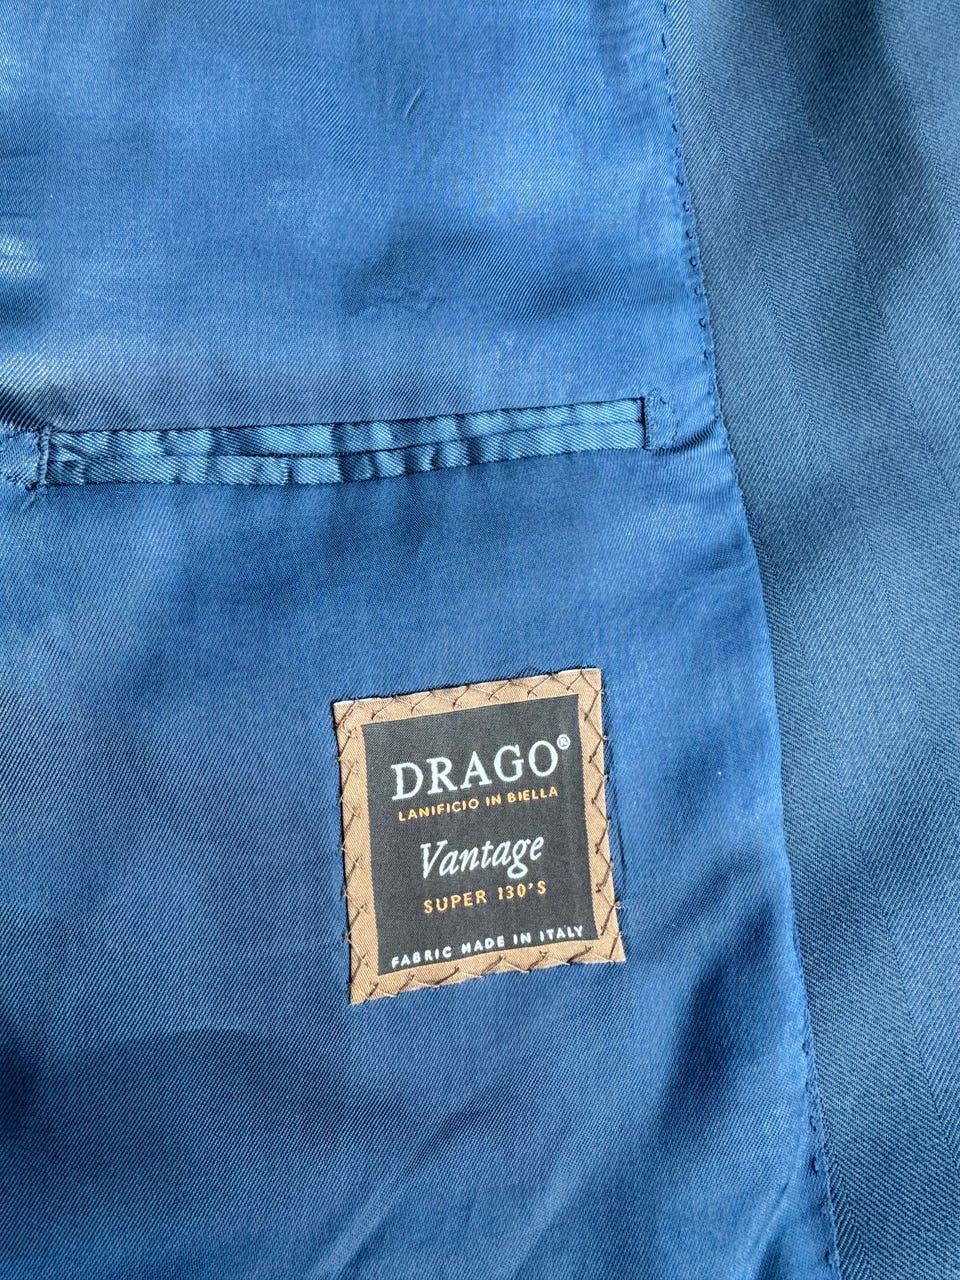 DRAGO®
LANIFICIO IN BIELLA
Vantage
SUPER 130'S
FABRIC MADE IN ITALY